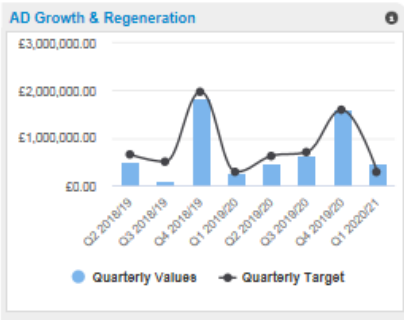 AD Growth & Regeneration
£3,000,000.00
£2,000,000.00
£1,000,000.00
£0.00
Q2 2018/19
Q3 2018/19
Q4 2018/19
Q1 2019/20
Q2 2019/20
Q3 2019/20
Q4 2019/20
Q1 2020/21
Quarterly Values
Quarterly Target